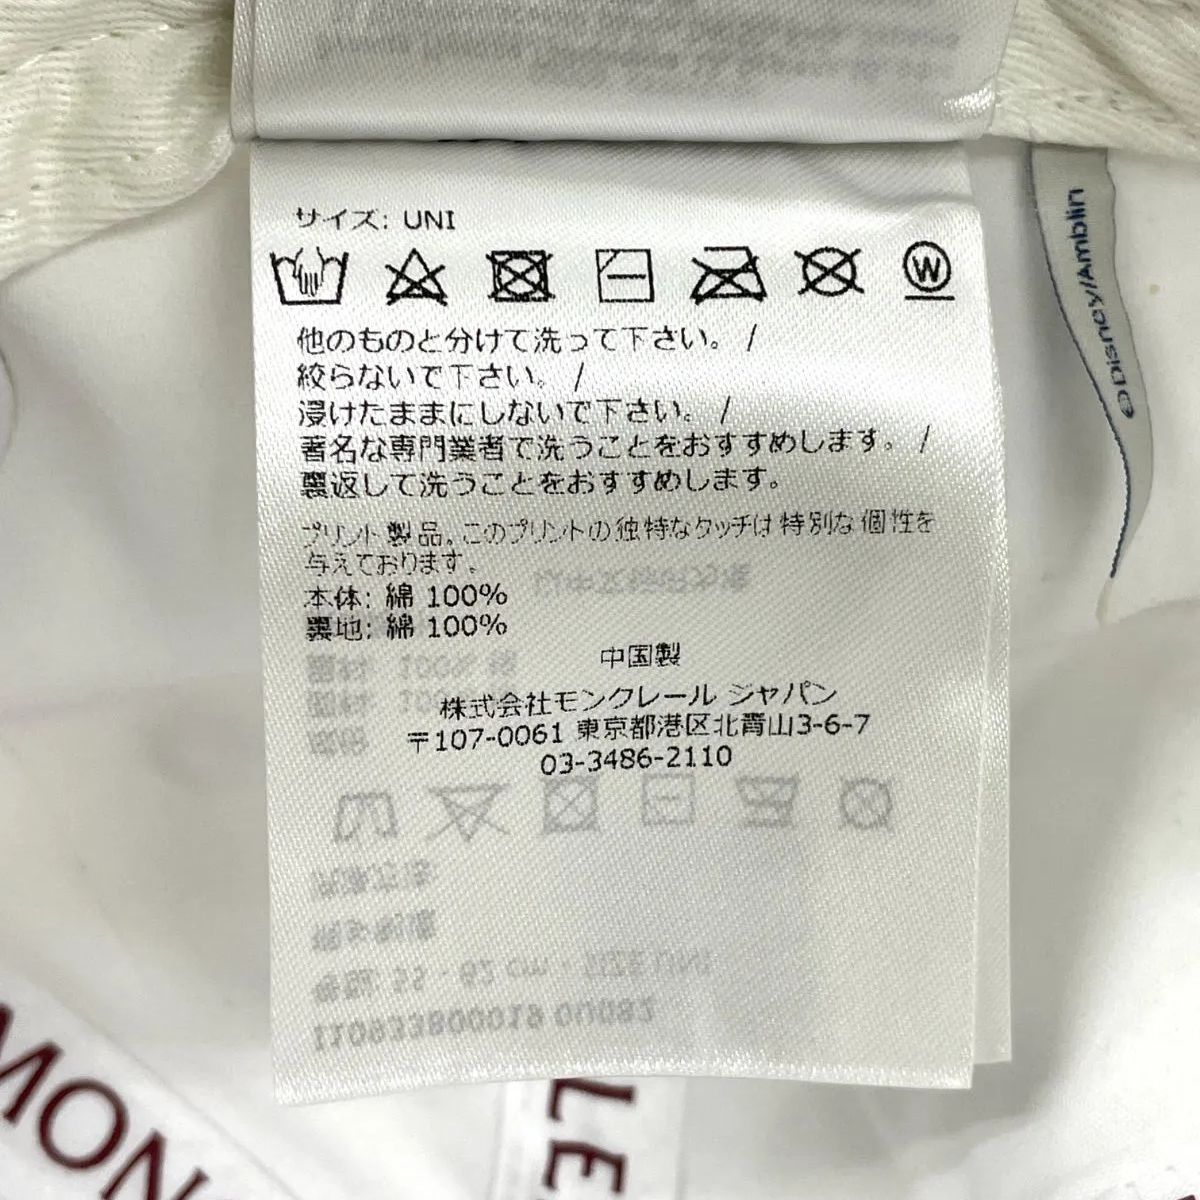 サイズ: UNI
W
他のものと分けて洗って下さい。 /
絞らないで下さい。 /
浸けたままにしないで下さい。 /
著名な専門業者で洗うことをおすすめします。 /
裏返して洗うことをおすすめします。
プリント製品。このプリントの独特なタッチは特別な個性を
与えております。
本体: 綿 100%
裏地: 綿 100%
中国製
株式会社モンクレール ジャパン
〒107-0061 東京都港区北青山3-6-7
03-3486-2110
©Disney/Amblin
MON
LE